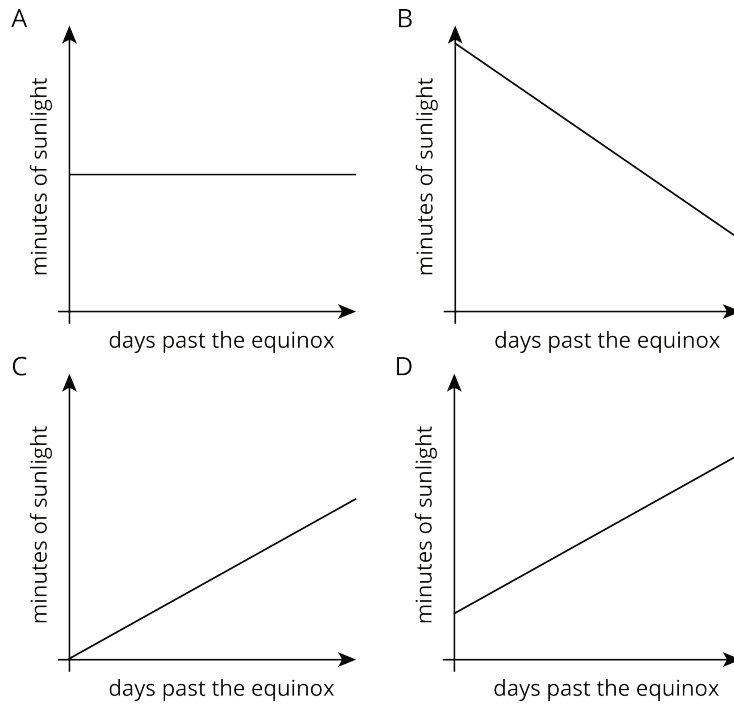 A
minutes of sunlight
days past the equinox
B
minutes of sunlight
days past the equinox
C
minutes of sunlight
days past the equinox
D
minutes of sunlight
days past the equinox